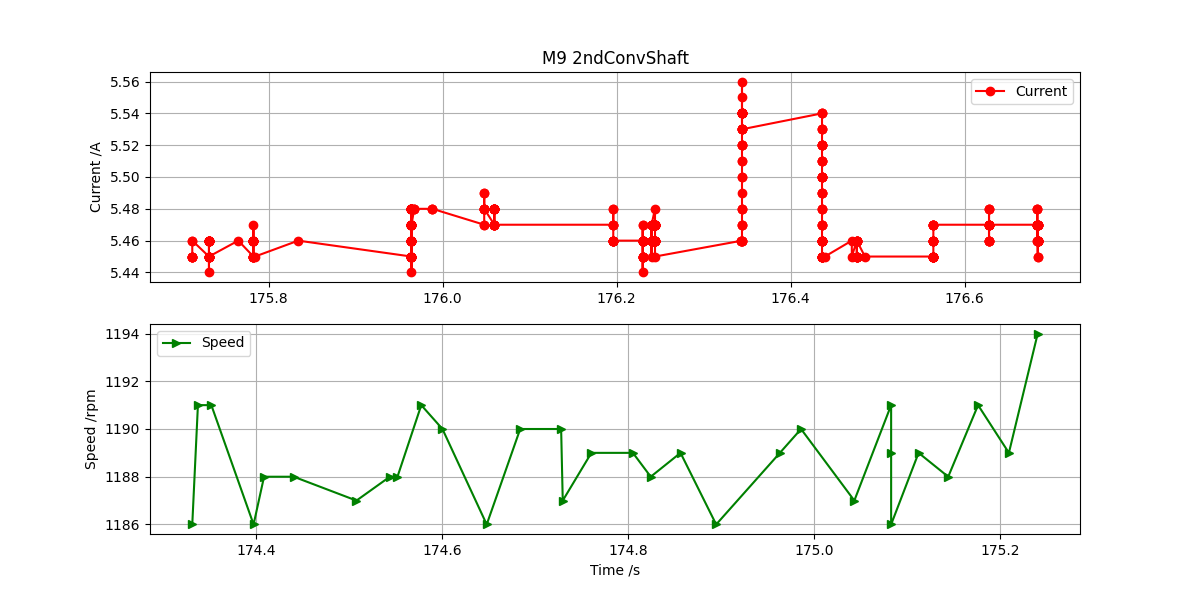 M9 2ndConvShaft
Current /A
5.56
5.54
5.52
5.50
5.48
5.46
5.44
Current
175.8 176.0 176.2 176.4 176.6
Speed /rpm
1194
1192
1190
1188
1186
Speed
174.4 174.6 174.8 175.0 175.2
Time /s